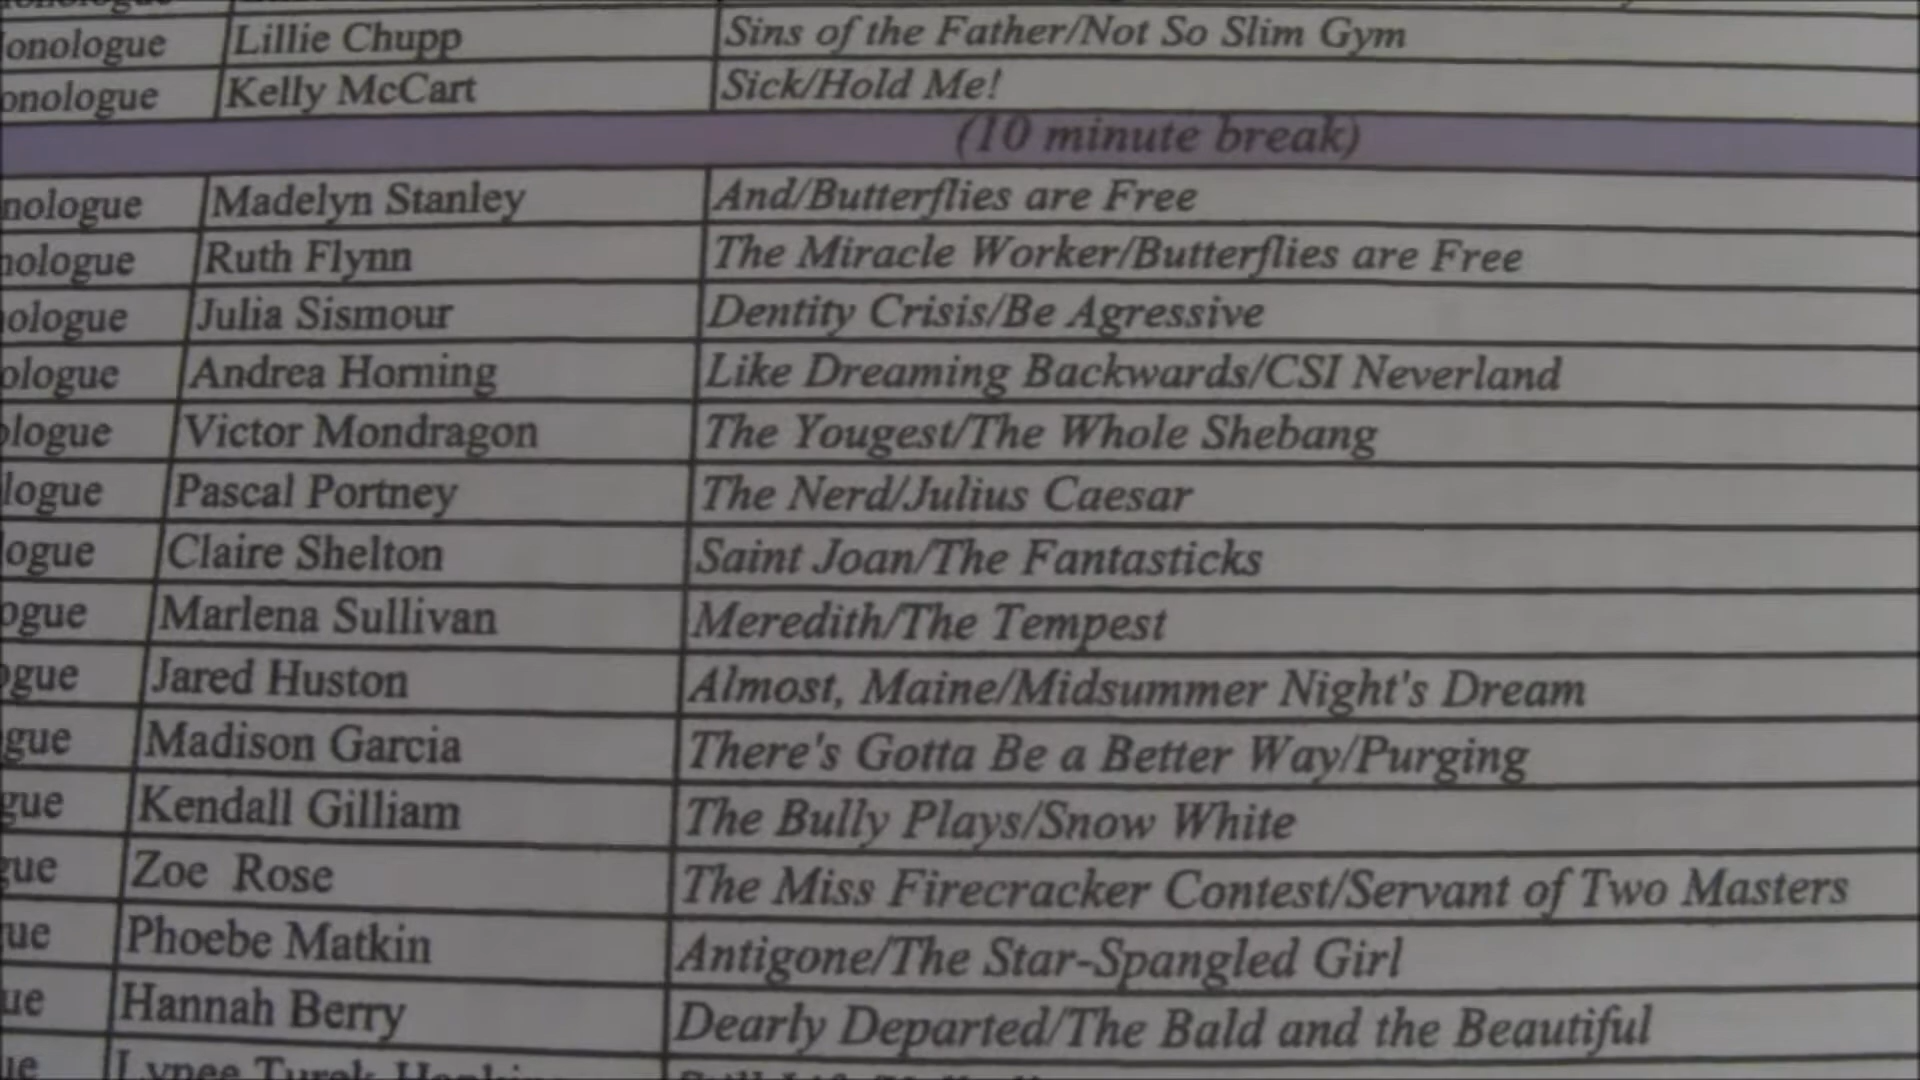 onologue Lillie Chupp Sins of the Father/Not So Slim Gym
onologue Kelly McCart Sick/Hold Me!
(10 minute break)
nologue Madelyn Stanley And/Butterflies are Free
nologue Ruth Flynn The Miracle Worker/Butterflies are Free
ologue Julia Sismour Dentity Crisis/Be Agressive
ologue Andrea Horning Like Dreaming Backwards/CSI Neverland
ologue Victor Mondragon The Yougest/The Whole Shebang
logue Pascal Portney The Nerd/Julius Caesar
ogue Claire Shelton Saint Joan/The Fantasticks
ogue Marlena Sullivan Meredith/The Tempest
ogue Jared Huston Almost, Maine/Midsummer Night's Dream
gue Madison Garcia There's Gotta Be a Better Way/Purging
gue Kendall Gilliam The Bully Plays/Snow White
gue Zoe Rose The Miss Firecracker Contest/Servant of Two Masters
ue Phoebe Matkin Antigone/The Star-Spangled Girl
ue Hannah Berry Dearly Departed/The Bald and the Beautiful
ue Lynee Turek